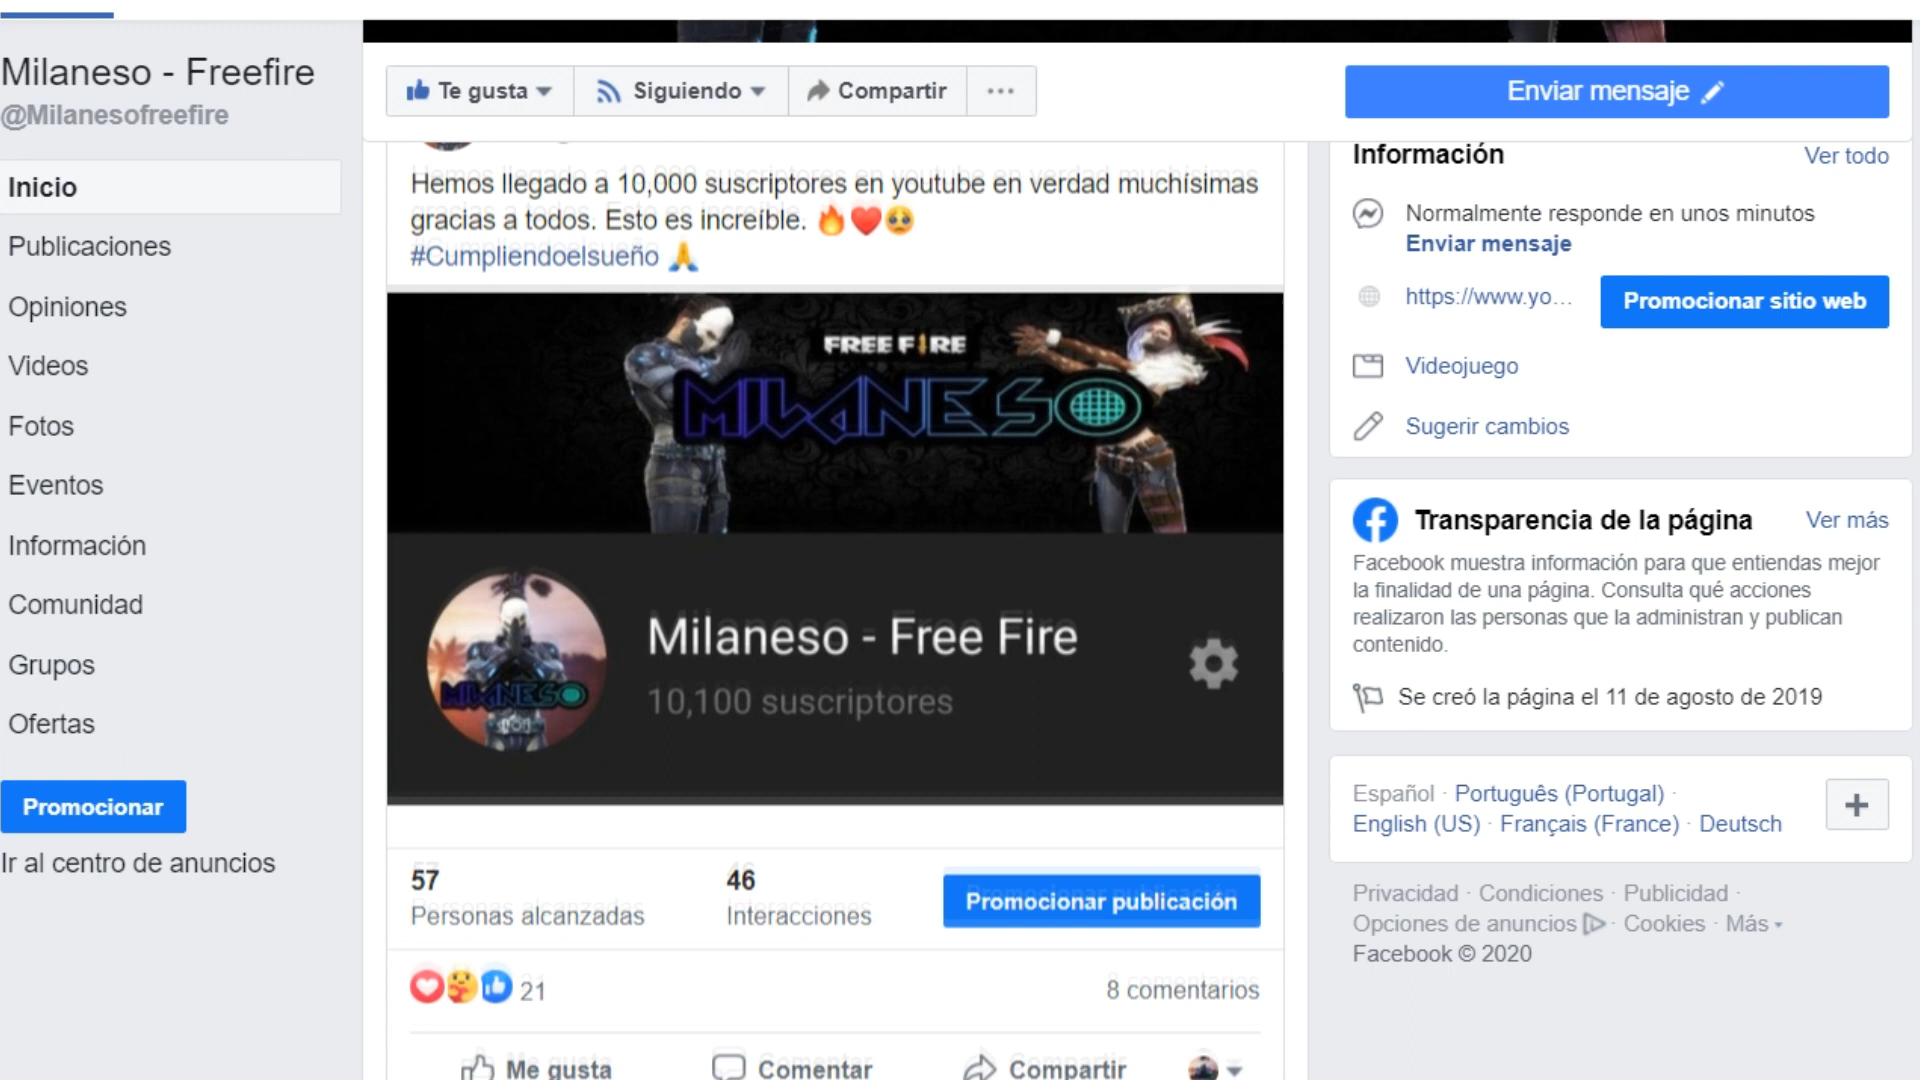 Milaneso - Freefire
@Milanesofreefire
Inicio
Publicaciones
Opiniones
Videos
Fotos
Eventos
Información
Comunidad
Grupos
Ofertas
Promocionar
Ir al centro de anuncios
Te gusta
Siguiendo
Compartir
Enviar mensaje
Hemos llegado a 10,000 suscriptores en youtube en verdad muchísimas
gracias a todos. Esto es increíble. 🔥❤️🥺
#Cumpliendoelsueño 🙏
FREE FIRE
MILANESO
MILANESO
Milaneso - Free Fire
10,100 suscriptores
57
Personas alcanzadas
46
Interacciones
Promocionar publicación
21
8 comentarios
Me gusta
Comentar
Compartir
Información
Ver todo
Normalmente responde en unos minutos
Enviar mensaje
https://www.yo...
Promocionar sitio web
Videojuego
Sugerir cambios
Transparencia de la página
Ver más
Facebook muestra información para que entiendas mejor
la finalidad de una página. Consulta qué acciones
realizaron las personas que la administran y publican
contenido.
Se creó la página el 11 de agosto de 2019
Español · Português (Portugal) ·
English (US) · Français (France) · Deutsch
Privacidad · Condiciones · Publicidad ·
Opciones de anuncios · Cookies · Más
Facebook © 2020